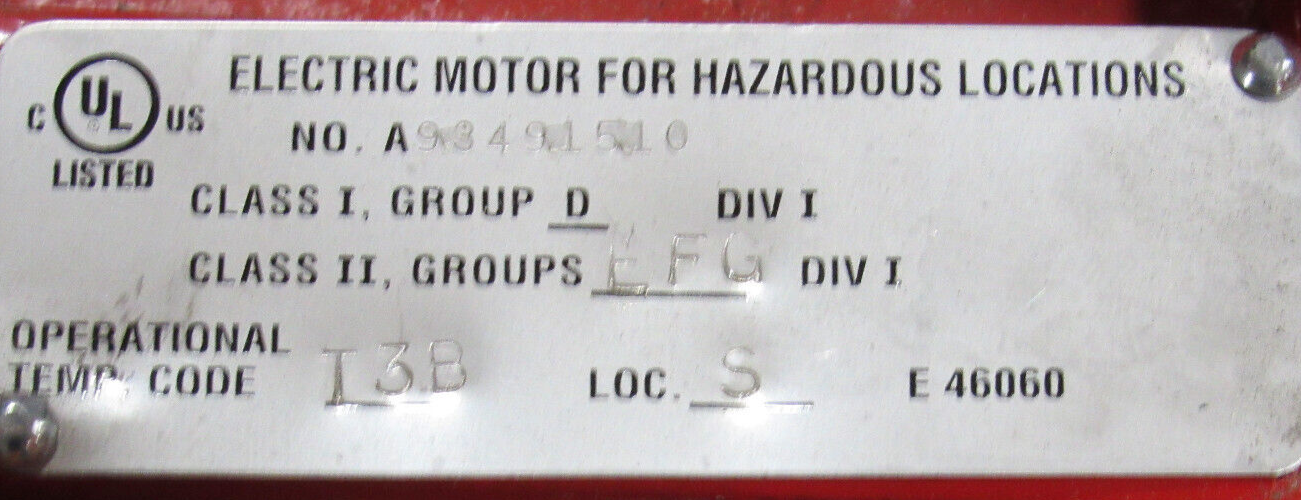 C UL US
LISTED
ELECTRIC MOTOR FOR HAZARDOUS LOCATIONS
NO. A93491510
CLASS I, GROUP D DIV I
CLASS II, GROUPS EFG DIV I
OPERATIONAL
TEMP. CODE T3B LOC. S E 46060